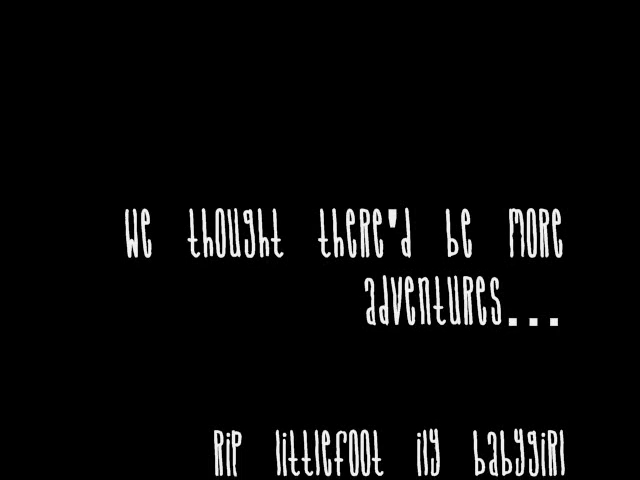 We thought there'd be more
adventures...
Rip littlefoot ily babygirl